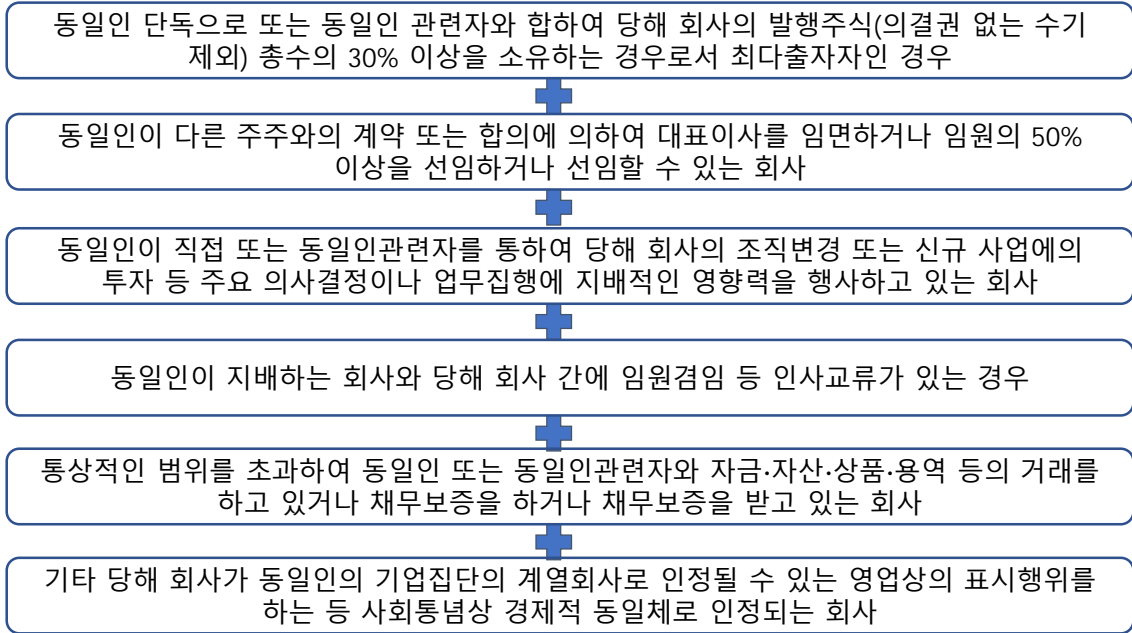 동일인 단독으로 또는 동일인 관련자와 합하여 당해 회사의 발행주식(의결권 없는 수기
제외) 총수의 30% 이상을 소유하는 경우로서 최다출자자인 경우
동일인이 다른 주주와의 계약 또는 합의에 의하여 대표이사를 임면하거나 임원의 50%
이상을 선임하거나 선임할 수 있는 회사
동일인이 직접 또는 동일인관련자를 통하여 당해 회사의 조직변경 또는 신규 사업에의
투자 등 주요 의사결정이나 업무집행에 지배적인 영향력을 행사하고 있는 회사
동일인이 지배하는 회사와 당해 회사 간에 임원겸임 등 인사교류가 있는 경우
통상적인 범위를 초과하여 동일인 또는 동일인관련자와 자금·자산·상품·용역 등의 거래를
하고 있거나 채무보증을 하거나 채무보증을 받고 있는 회사
기타 당해 회사가 동일인의 기업집단의 계열회사로 인정될 수 있는 영업상의 표시행위를
하는 등 사회통념상 경제적 동일체로 인정되는 회사